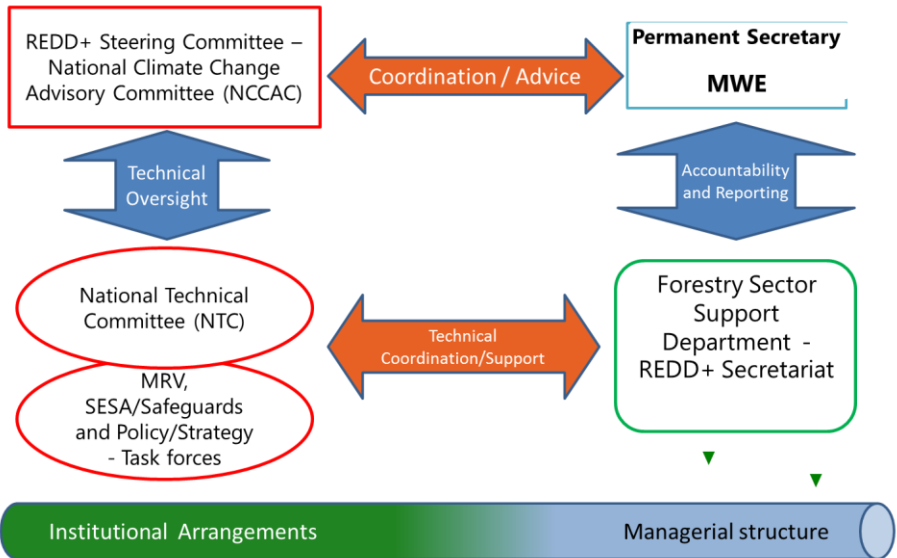 REDD+ Steering Committee –
National Climate Change
Advisory Committee (NCCAC)
Coordination / Advice
Permanent Secretary
MWE
Technical
Oversight
Accountability
and Reporting
National Technical
Committee (NTC)
Technical
Coordination/Support
Forestry Sector
Support
Department -
REDD+ Secretariat
MRV,
SESA/Safeguards
and Policy/Strategy
- Task forces
Institutional Arrangements
Managerial structure